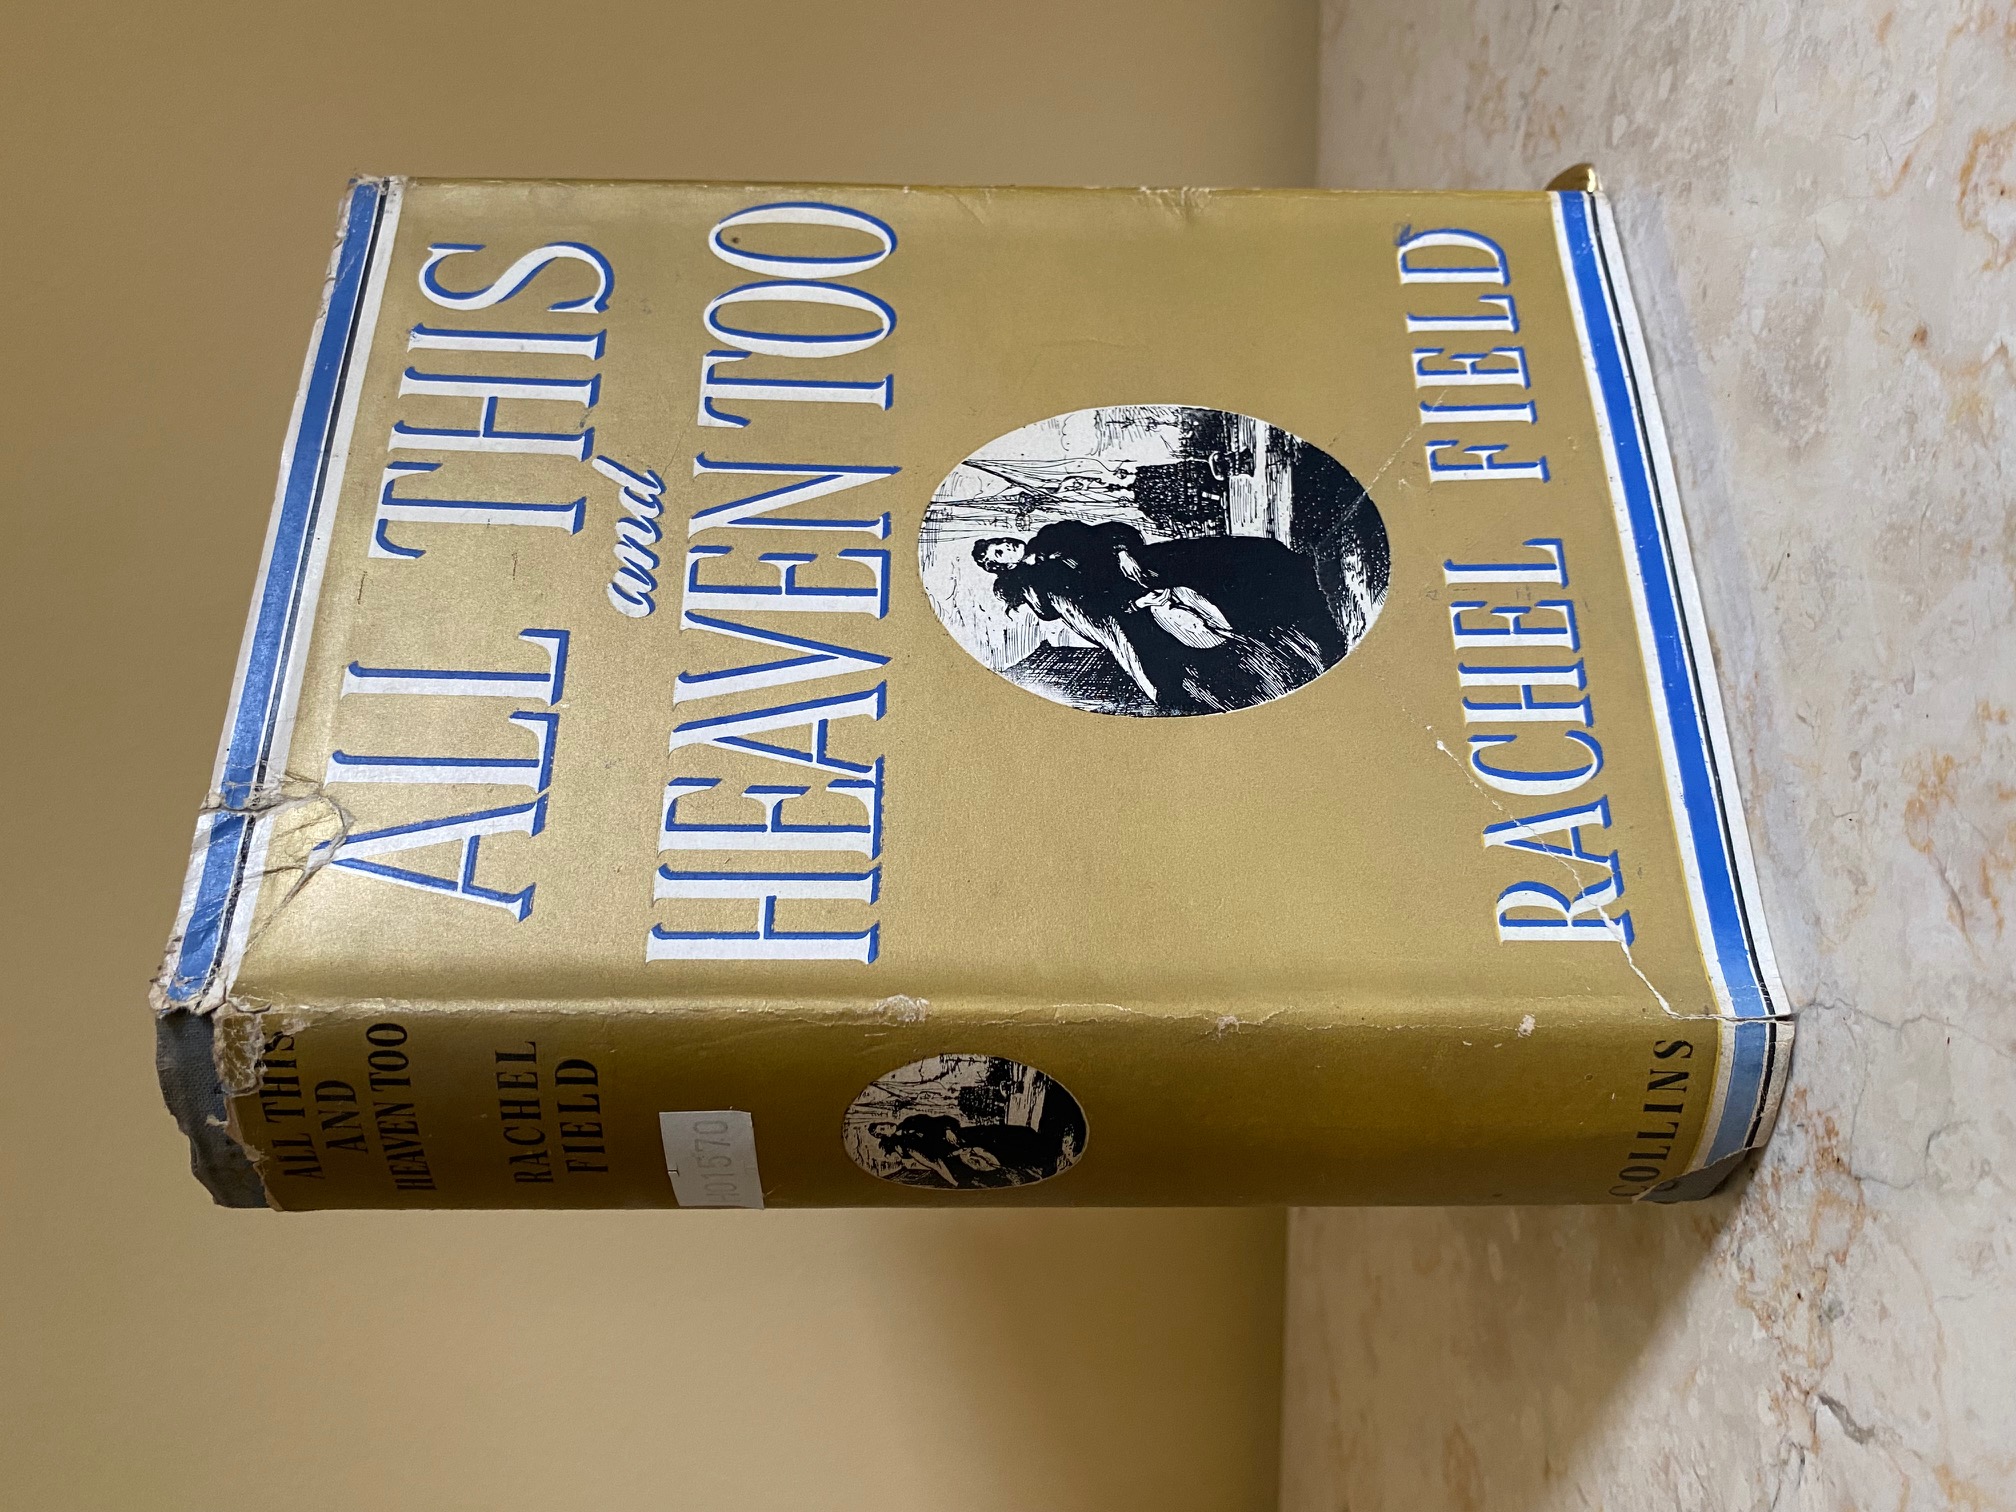 ALL THIS
and
HEAVEN TOO
RACHEL FIELD
ALL THIS
AND
HEAVEN TOO
RACHEL
FIELD
H01570
COLLINS